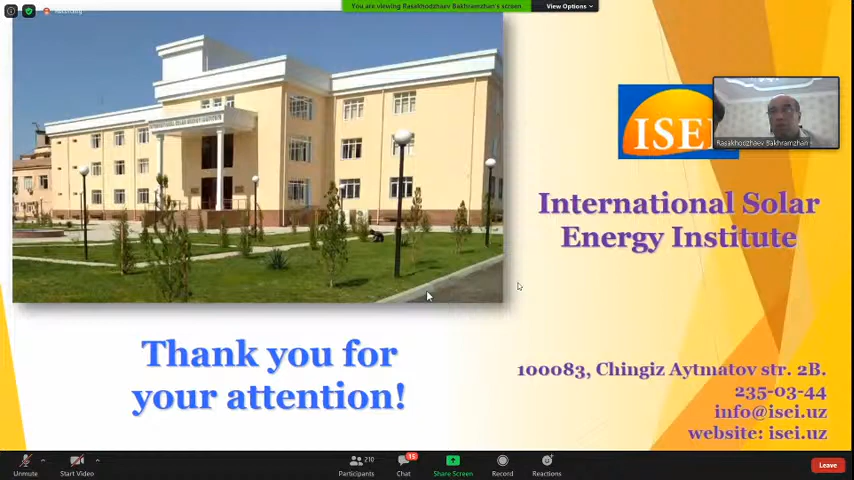 You are viewing Rasakhodzhaev Bakhramzhan's screen
View Options
Recording
ISEI
Rasakhodzhaev Bakhramzhan
International Solar
Energy Institute
Thank you for
your attention!
100083, Chingiz Aytmatov str. 2B.
235-03-44
info@isei.uz
website: isei.uz
Unmute
Start Video
210
Participants
15
Chat
Share Screen
Record
Reactions
Leave